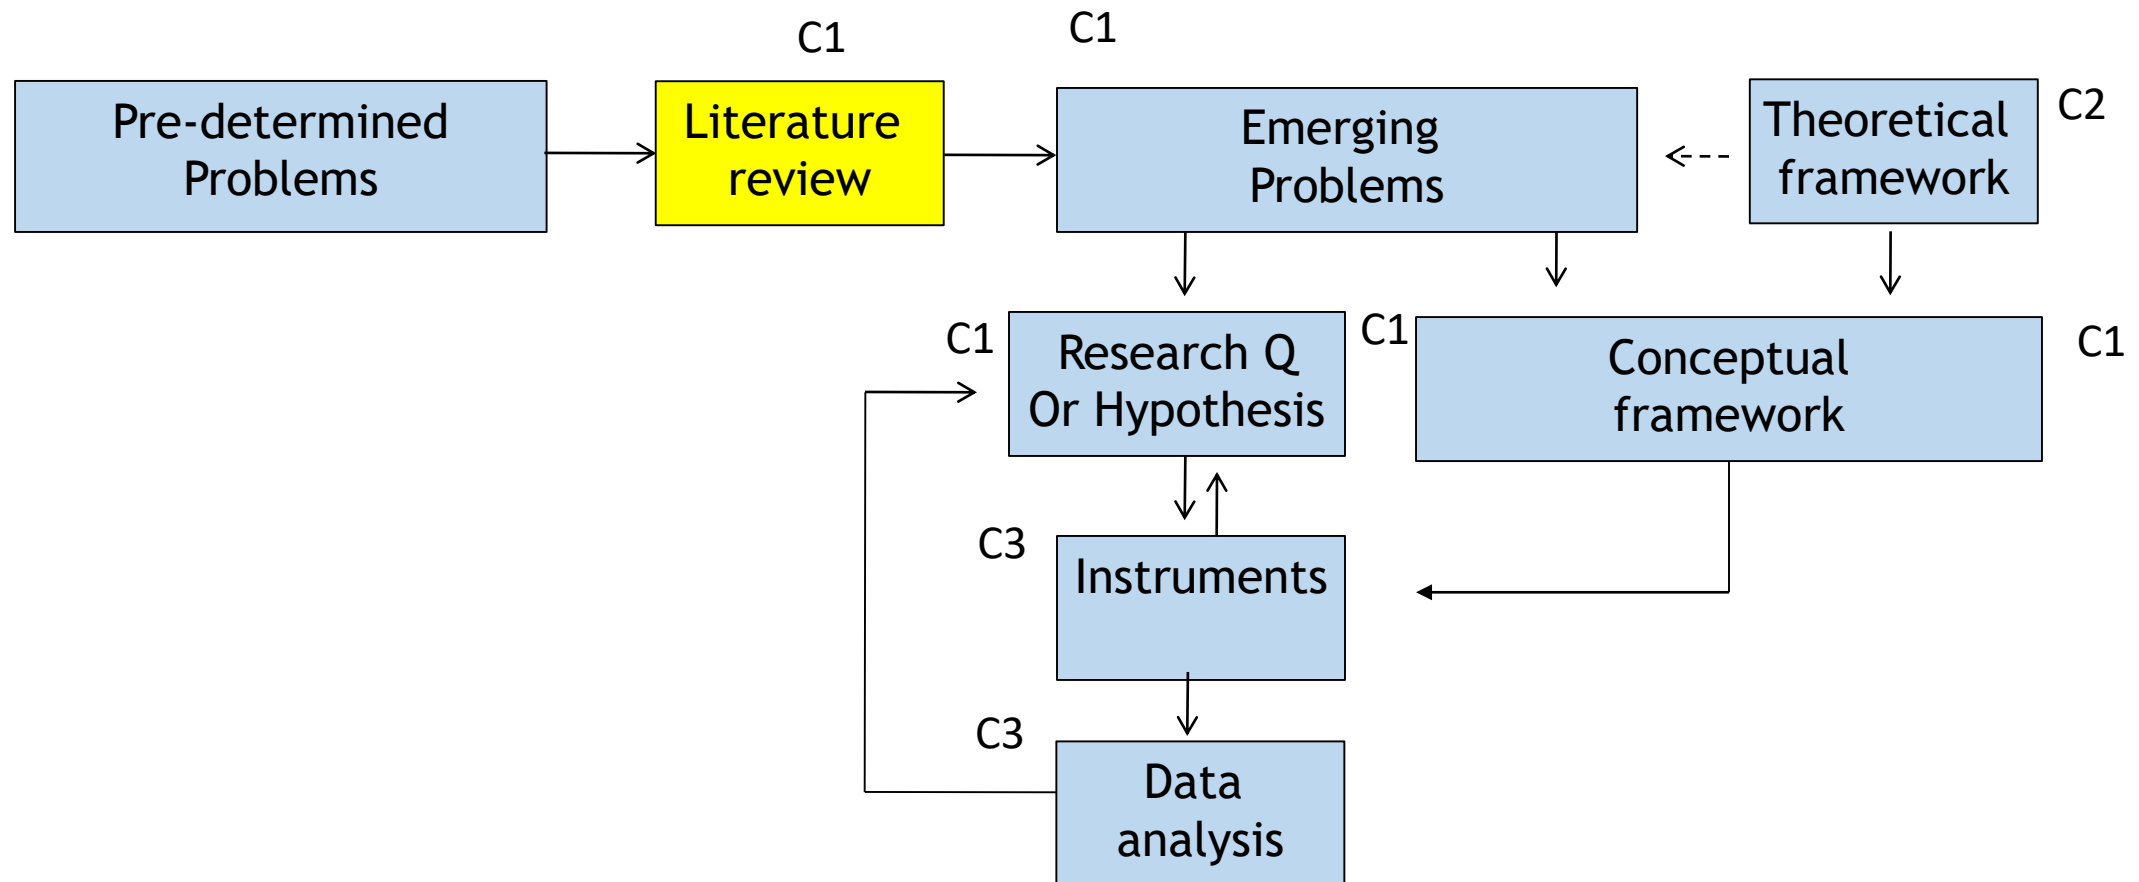 C1
C1
Pre-determined
Problems
Literature
review
Emerging
Problems
Theoretical
framework
C2
C1
Research Q
Or Hypothesis
C1
Conceptual
framework
C1
C3
Instruments
C3
Data
analysis